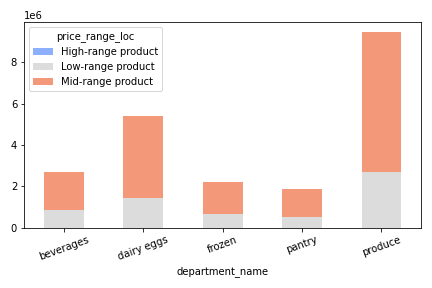 1e6
price_range_loc
High-range product
Low-range product
Mid-range product
8
6
4
2
0
beverages dairy eggs frozen pantry produce
department_name